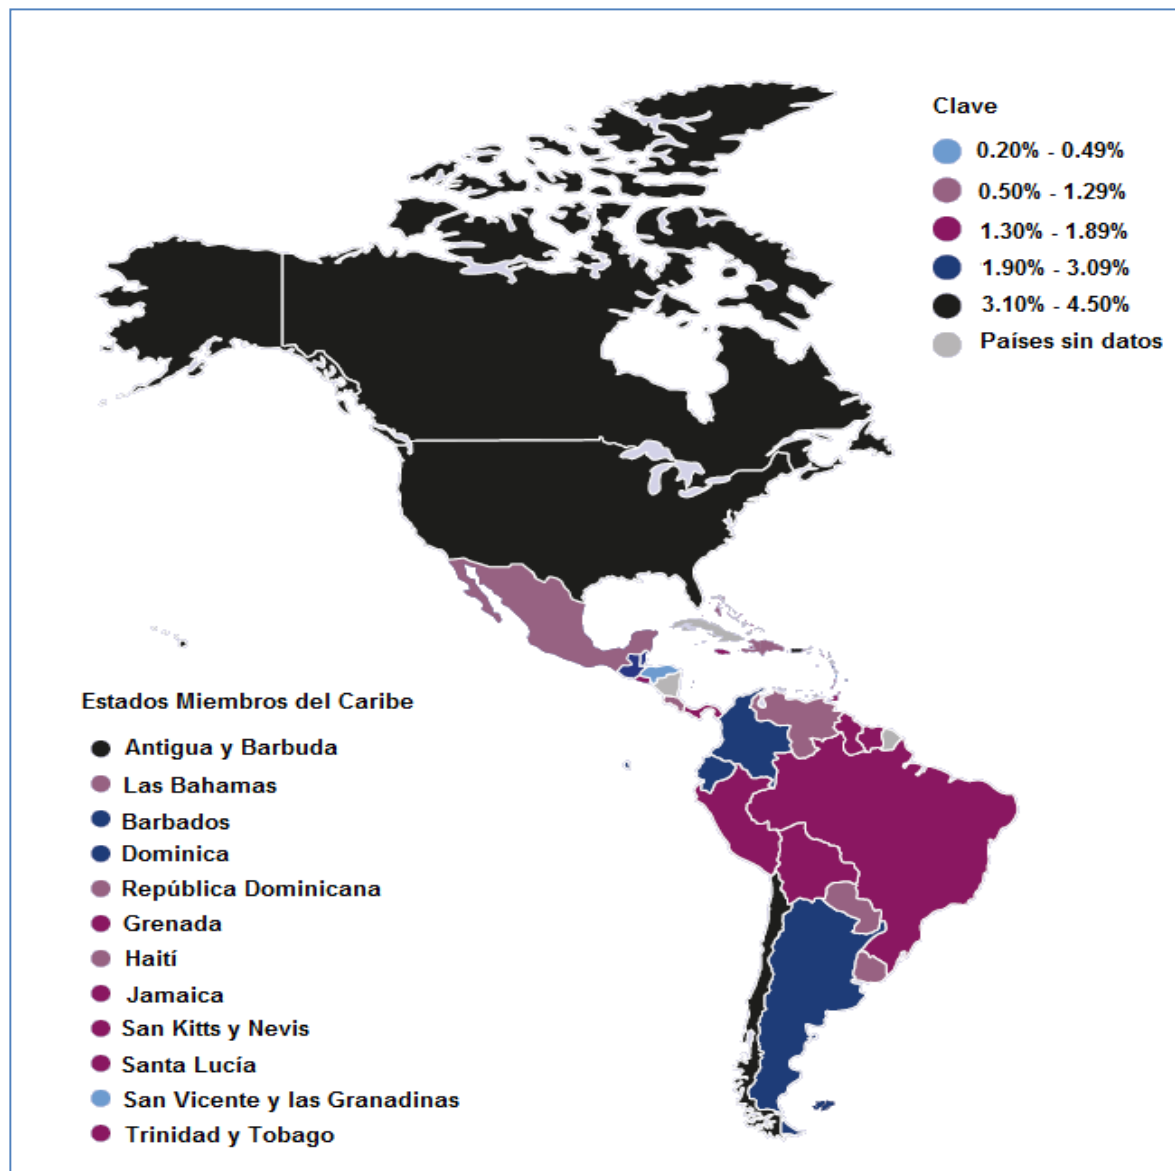 Clave
0.20% - 0.49%
0.50% - 1.29%
1.30% - 1.89%
1.90% - 3.09%
3.10% - 4.50%
Países sin datos
Estados Miembros del Caribe
Antigua y Barbuda
Las Bahamas
Barbados
Dominica
República Dominicana
Grenada
Haití
Jamaica
San Kitts y Nevis
Santa Lucía
San Vicente y las Granadinas
Trinidad y Tobago